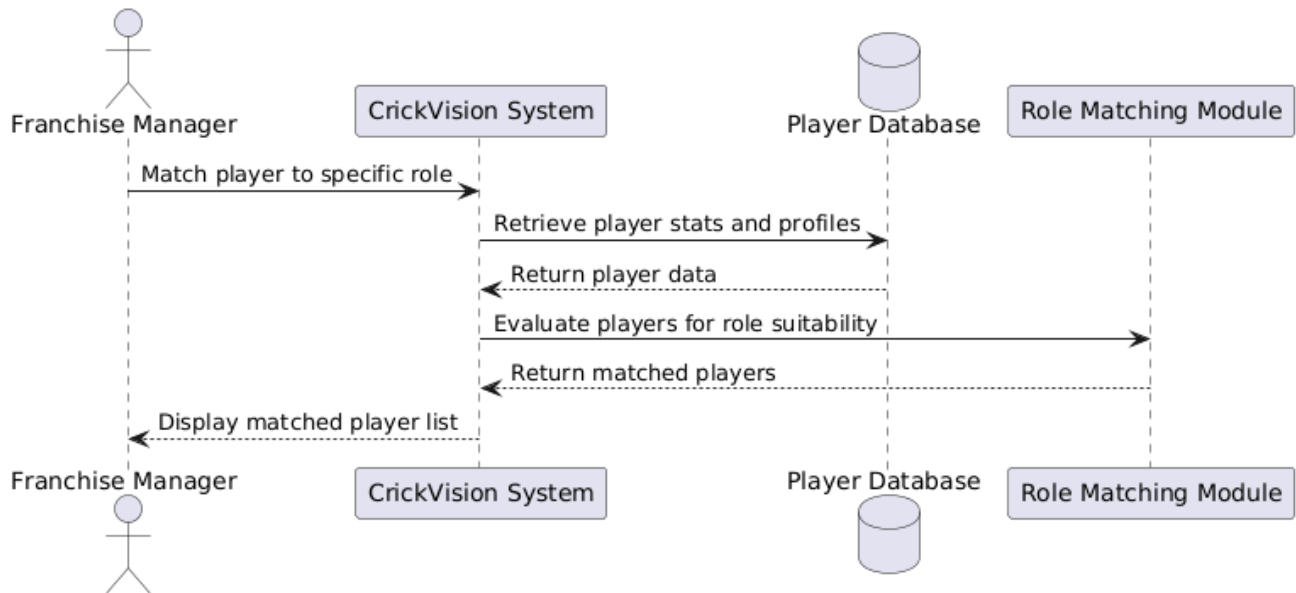 Franchise Manager
CrickVision System
Player Database
Role Matching Module
Match player to specific role
Retrieve player stats and profiles
Return player data
Evaluate players for role suitability
Return matched players
Display matched player list
Franchise Manager
CrickVision System
Player Database
Role Matching Module